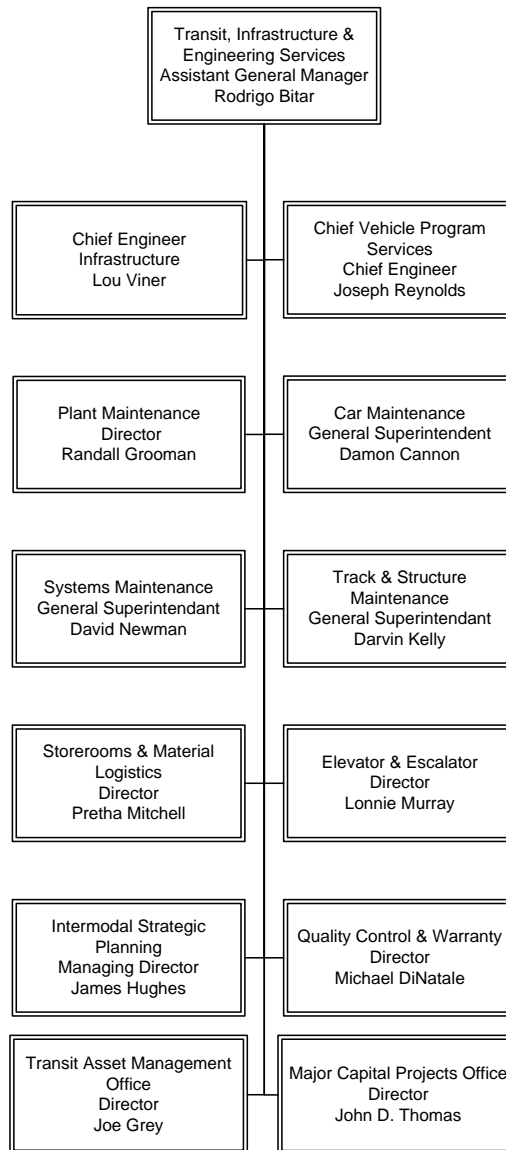 Transit, Infrastructure &
Engineering Services
Assistant General Manager
Rodrigo Bitar
Chief Engineer
Infrastructure
Lou Viner
Chief Vehicle Program
Services
Chief Engineer
Joseph Reynolds
Plant Maintenance
Director
Randall Grooman
Car Maintenance
General Superintendent
Damon Cannon
Systems Maintenance
General Superintendant
David Newman
Track & Structure
Maintenance
General Superintendant
Darvin Kelly
Storerooms & Material
Logistics
Director
Pretha Mitchell
Elevator & Escalator
Director
Lonnie Murray
Intermodal Strategic
Planning
Managing Director
James Hughes
Quality Control & Warranty
Director
Michael DiNatale
Transit Asset Management
Office
Director
Joe Grey
Major Capital Projects Office
Director
John D. Thomas